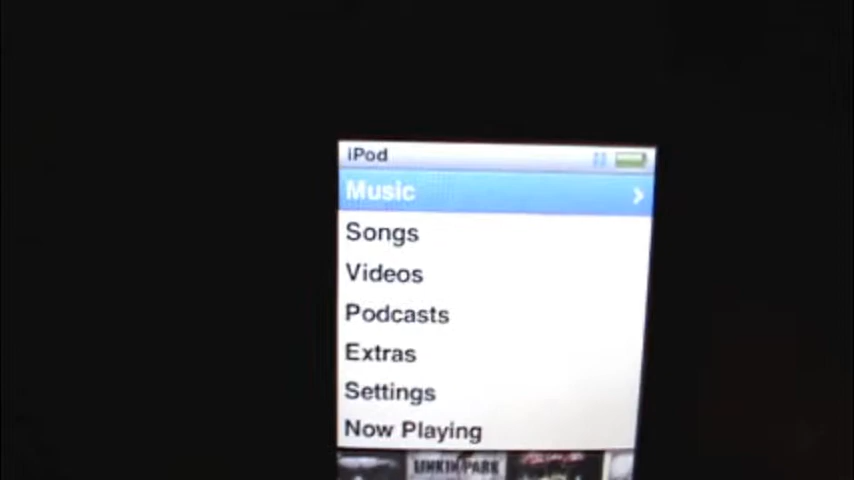 iPod
Music
Songs
Videos
Podcasts
Extras
Settings
Now Playing
LINKIN PARK